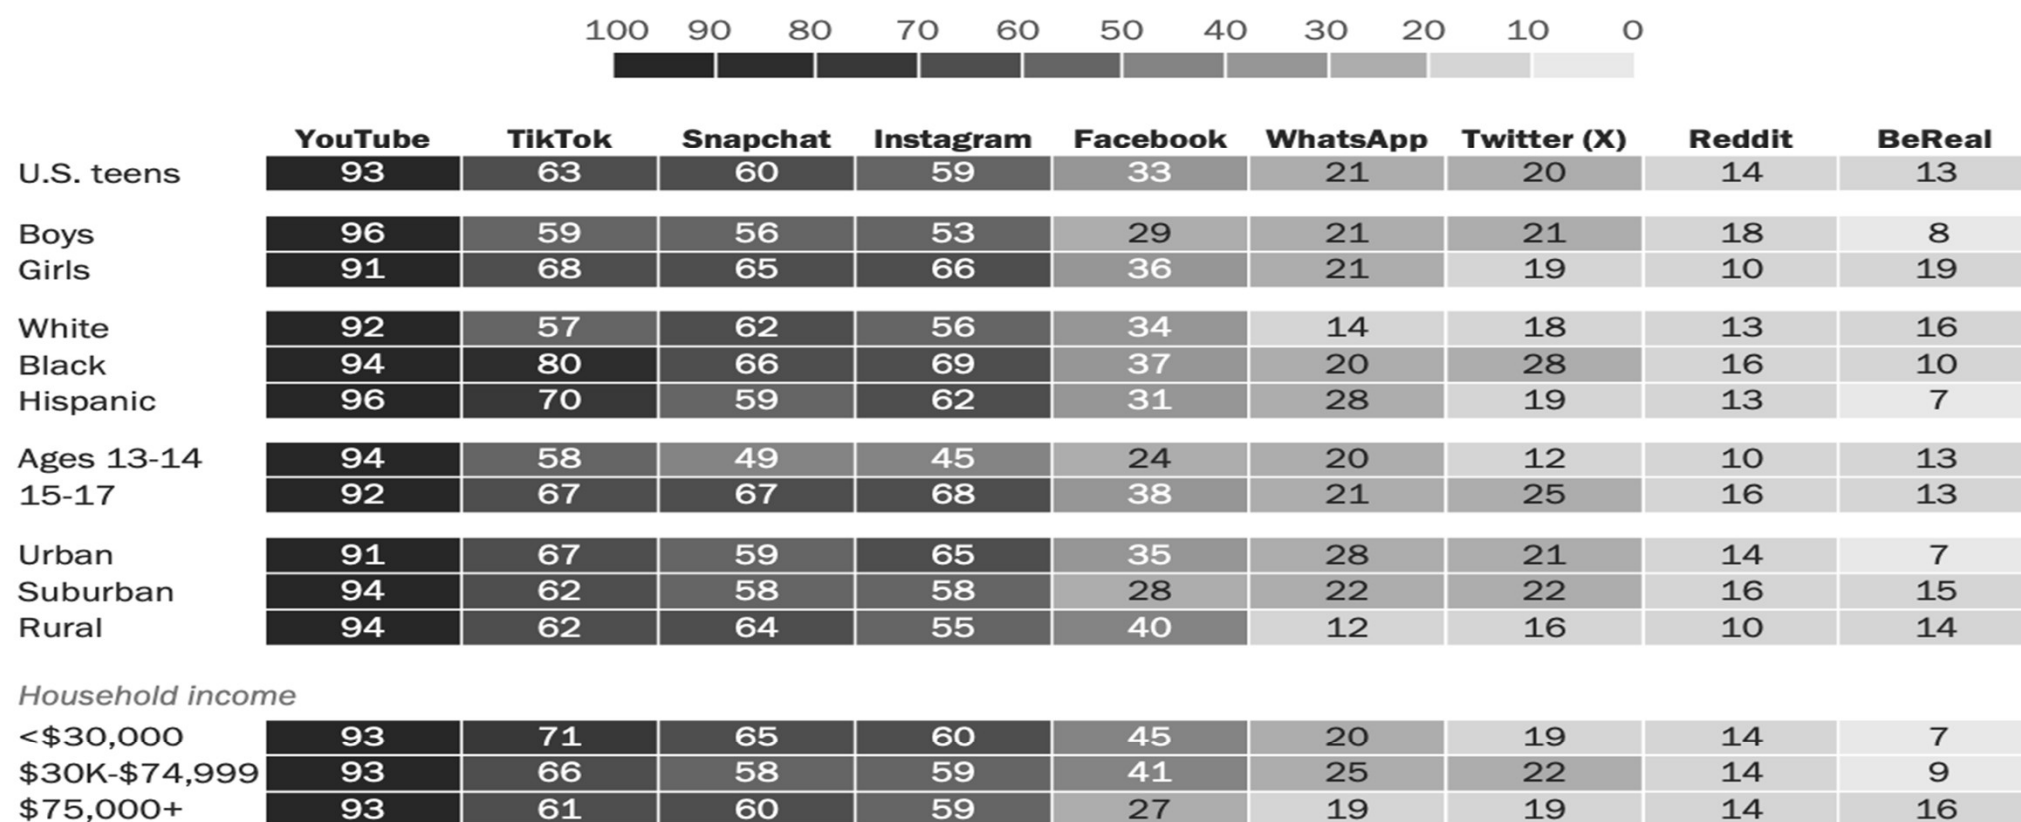 100 90 80 70 60 50 40 30 20 10 0
YouTube TikTok Snapchat Instagram Facebook WhatsApp Twitter (X) Reddit BeReal
U.S. teens 93 63 60 59 33 21 20 14 13
Boys 96 59 56 53 29 21 21 18 8
Girls 91 68 65 66 36 21 19 10 19
White 92 57 62 56 34 14 18 13 16
Black 94 80 66 69 37 20 28 16 10
Hispanic 96 70 59 62 31 28 19 13 7
Ages 13-14 94 58 49 45 24 20 12 10 13
15-17 92 67 67 68 38 21 25 16 13
Urban 91 67 59 65 35 28 21 14 7
Suburban 94 62 58 58 28 22 22 16 15
Rural 94 62 64 55 40 12 16 10 14
Household income
<$30,000 93 71 65 60 45 20 19 14 7
$30K-$74,999 93 66 58 59 41 25 22 14 9
$75,000+ 93 61 60 59 27 19 19 14 16